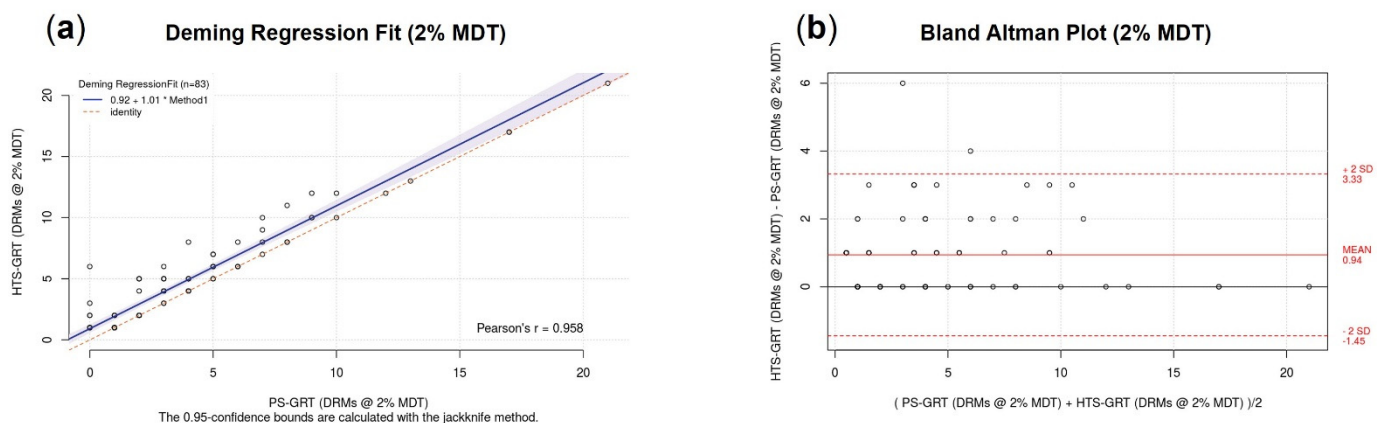 (a)
Deming Regression Fit (2% MDT)
Deming RegressionFit (n=83)
0.92 + 1.01 * Method1
identity
HTS-GRT (DRMs @ 2% MDT)
20
15
10
5
0
Pearson's r = 0.958
0 5 10 15 20
PS-GRT (DRMs @ 2% MDT)
The 0.95-confidence bounds are calculated with the jackknife method.
(b)
Bland Altman Plot (2% MDT)
HTS-GRT (DRMs @ 2% MDT) - PS-GRT (DRMs @ 2% MDT)
6
4
2
0
+ 2 SD
3.33
MEAN
0.94
- 2 SD
-1.45
0 5 10 15 20
( PS-GRT (DRMs @ 2% MDT) + HTS-GRT (DRMs @ 2% MDT) )/2